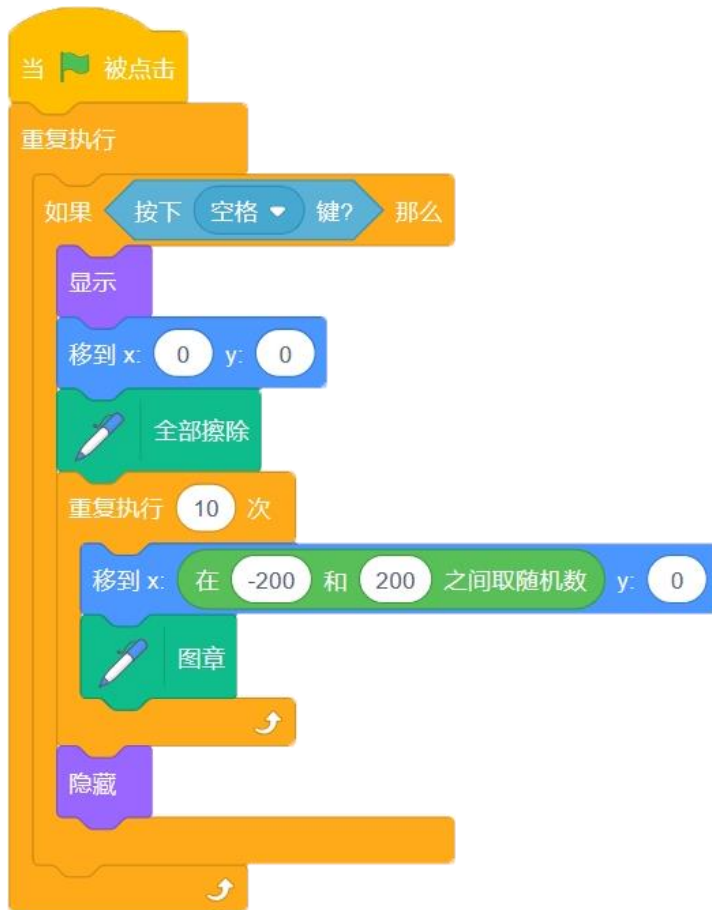 当 被点击
重复执行
如果 按下 空格 键? 那么
显示
移到 x: 0 y: 0
全部擦除
重复执行 10 次
移到 x: 在 -200 和 200 之间取随机数 y: 0
图章
隐藏